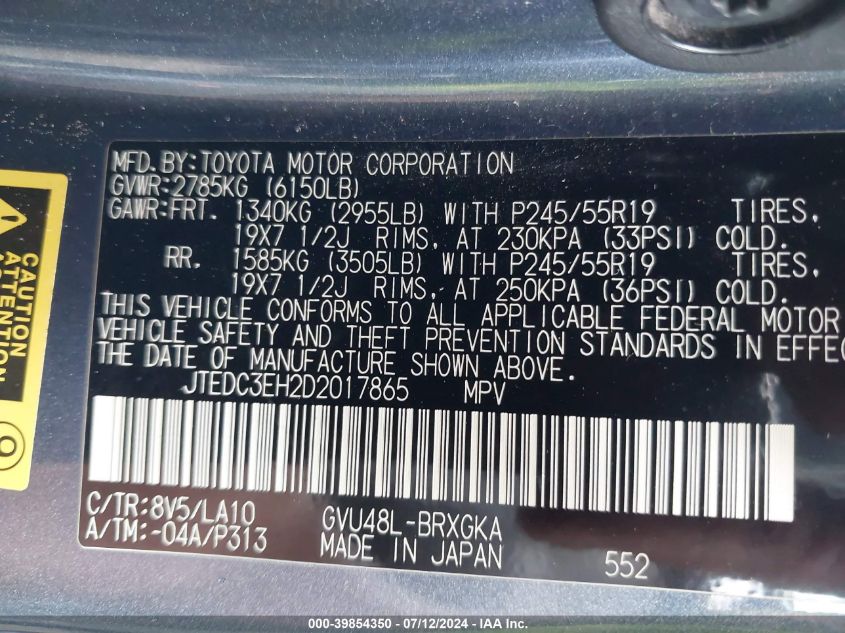 MFD. BY: TOYOTA MOTOR CORPORATION
GVWR: 2785KG (6150LB)
GAWR: FRT. 1340KG (2955LB) WITH P245/55R19 TIRES,
19X7 1/2J RIMS, AT 230KPA (33PSI) COLD.
RR. 1585KG (3505LB) WITH P245/55R19 TIRES,
19X7 1/2J RIMS, AT 250KPA (36PSI) COLD.
THIS VEHICLE CONFORMS TO ALL APPLICABLE FEDERAL MOTOR
VEHICLE SAFETY AND THEFT PREVENTION STANDARDS IN EFFEC
THE DATE OF MANUFACTURE SHOWN ABOVE.
JTEDC3EH2D2017865 MPV
C/TR: 8V5/LA10 GVU48L-BRXGKA
A/TM: -04A/P313 MADE IN JAPAN 552
CAUTION
ATTENTION
000-39854350 / 07/12/2024 - IAA Inc.